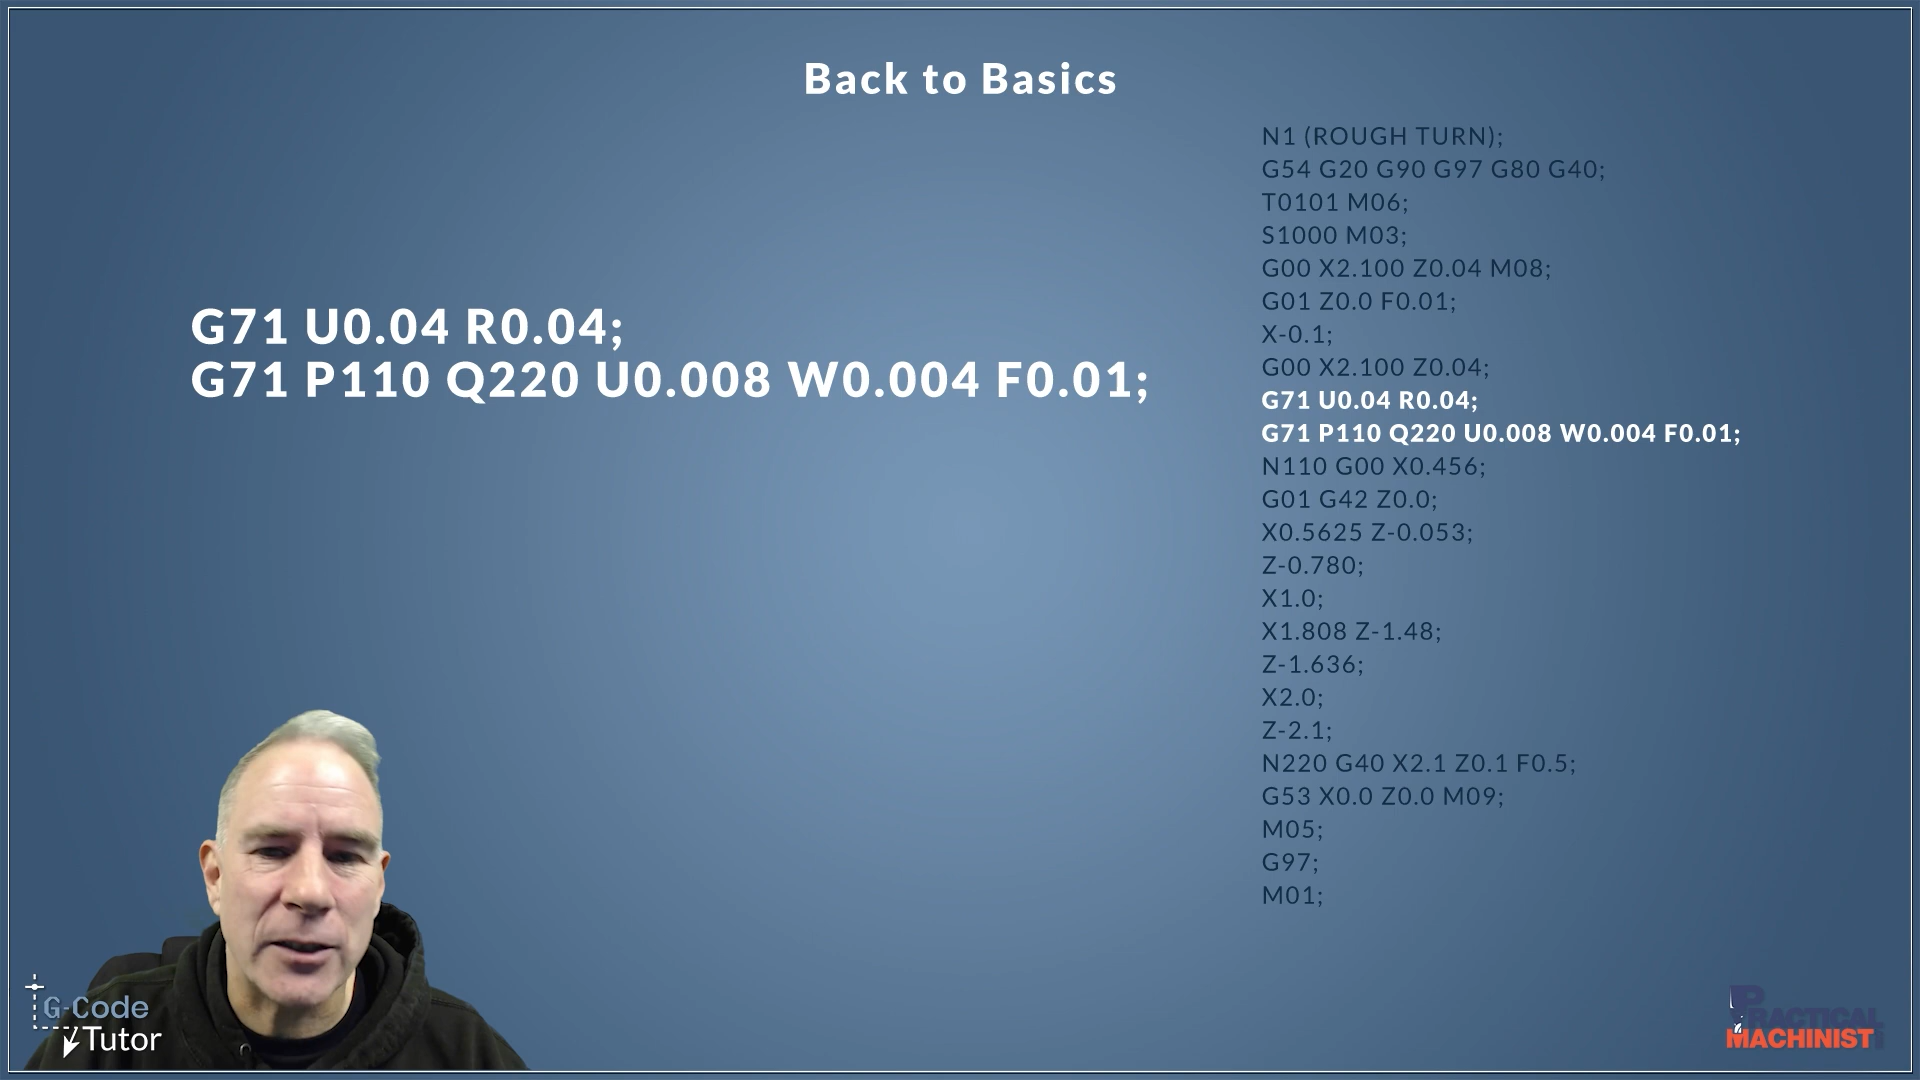 Back to Basics
G71 U0.04 R0.04;
G71 P110 Q220 U0.008 W0.004 F0.01;
N1 (ROUGH TURN);
G54 G20 G90 G97 G80 G40;
T0101 M06;
S1000 M03;
G00 X2.100 Z0.04 M08;
G01 Z0.0 F0.01;
X-0.1;
G00 X2.100 Z0.04;
G71 U0.04 R0.04;
G71 P110 Q220 U0.008 W0.004 F0.01;
N110 G00 X0.456;
G01 G42 Z0.0;
X0.5625 Z-0.053;
Z-0.780;
X1.0;
X1.808 Z-1.48;
Z-1.636;
X2.0;
Z-2.1;
N220 G40 X2.1 Z0.1 F0.5;
G53 X0.0 Z0.0 M09;
M05;
G97;
M01;
G-Code
Tutor
PRACTICAL
MACHINIST